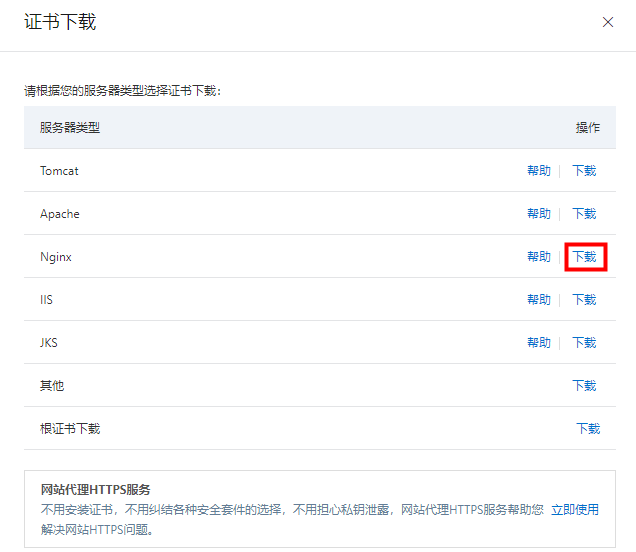 证书下载
请根据您的服务器类型选择证书下载：
服务器类型 操作
Tomcat 帮助 下载
Apache 帮助 下载
Nginx 帮助 下载
IIS 帮助 下载
JKS 帮助 下载
其他 下载
根证书下载 下载
网站代理HTTPS服务
不用安装证书，不用纠结各种安全套件的选择，不用担心私钥泄露，网站代理HTTPS服务帮助您 立即使用
解决网站HTTPS问题。